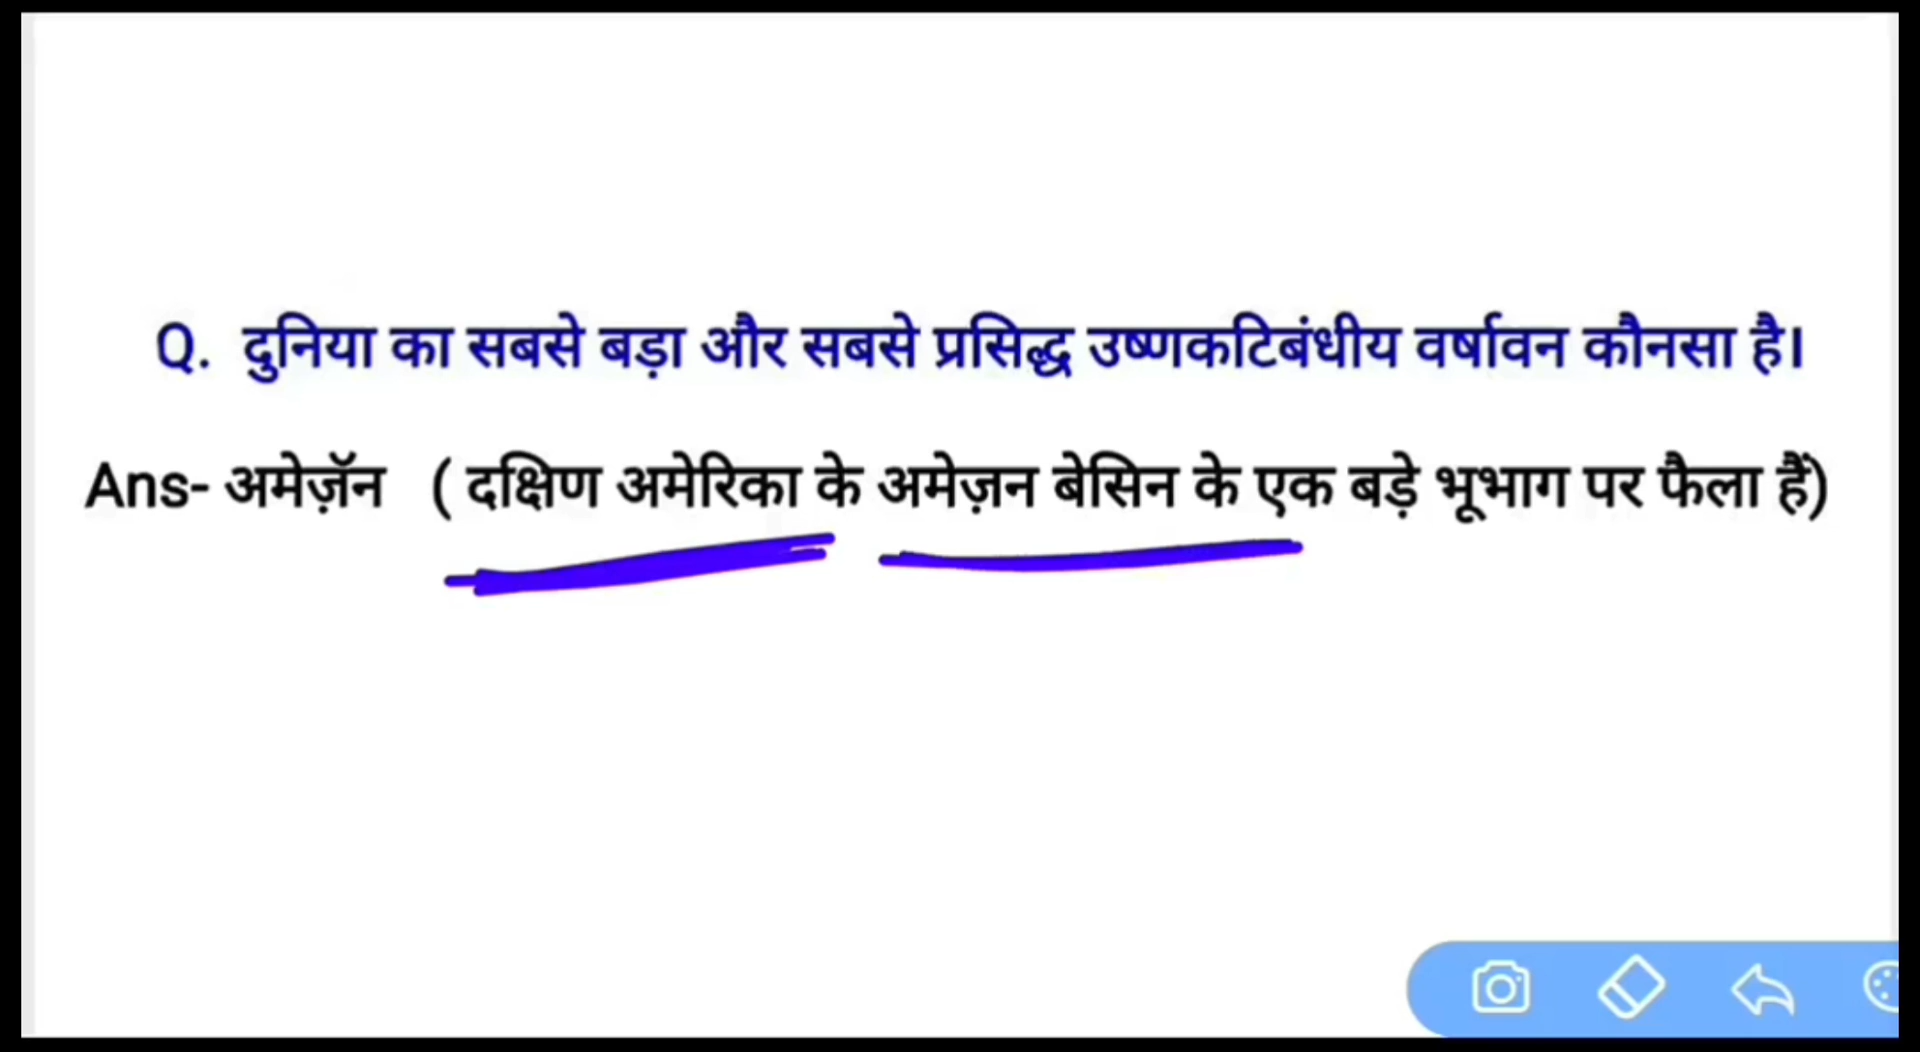 Q. दुनिया का सबसे बड़ा और सबसे प्रसिद्ध उष्णकटिबंधीय वर्षावन कौनसा है।
Ans- अमेज़ॅन ( दक्षिण अमेरिका के अमेज़न बेसिन के एक बड़े भूभाग पर फैला हैं)